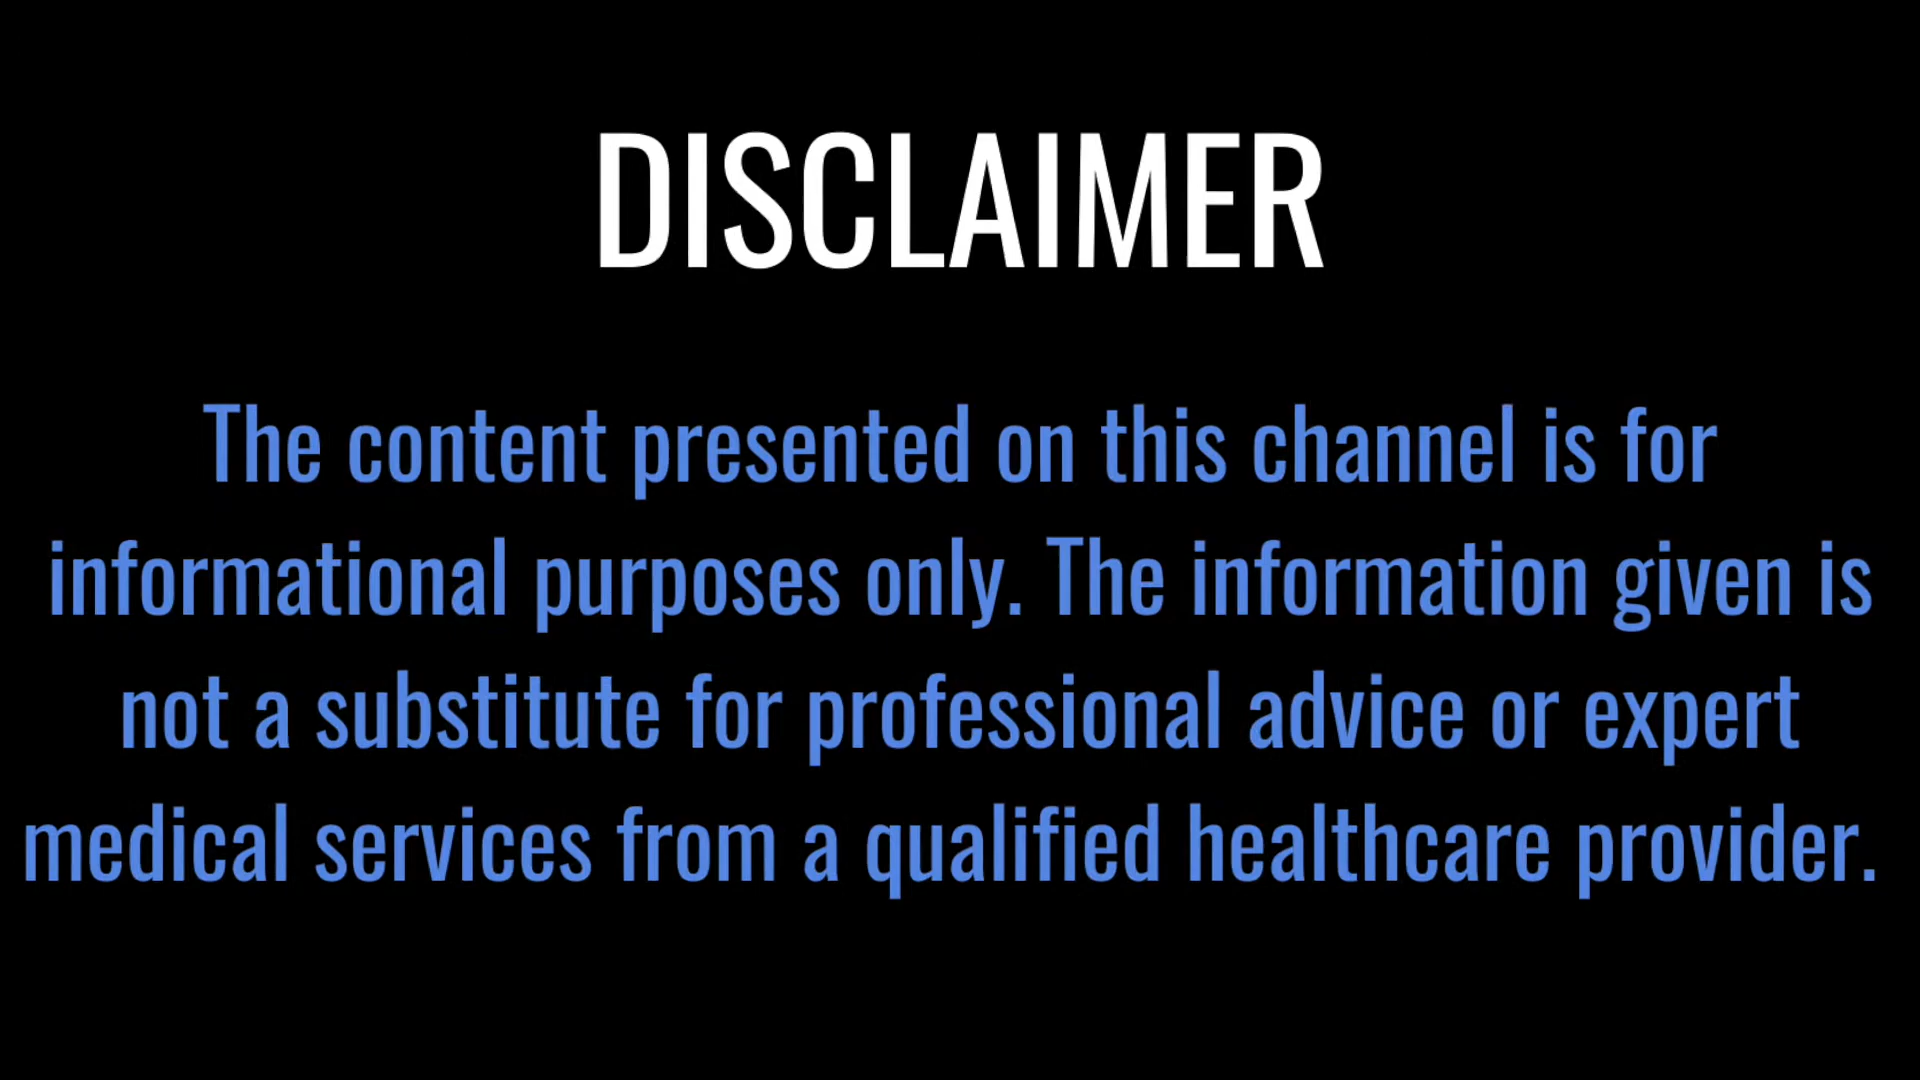 DISCLAIMER
The content presented on this channel is for
informational purposes only. The information given is
not a substitute for professional advice or expert
medical services from a qualified healthcare provider.